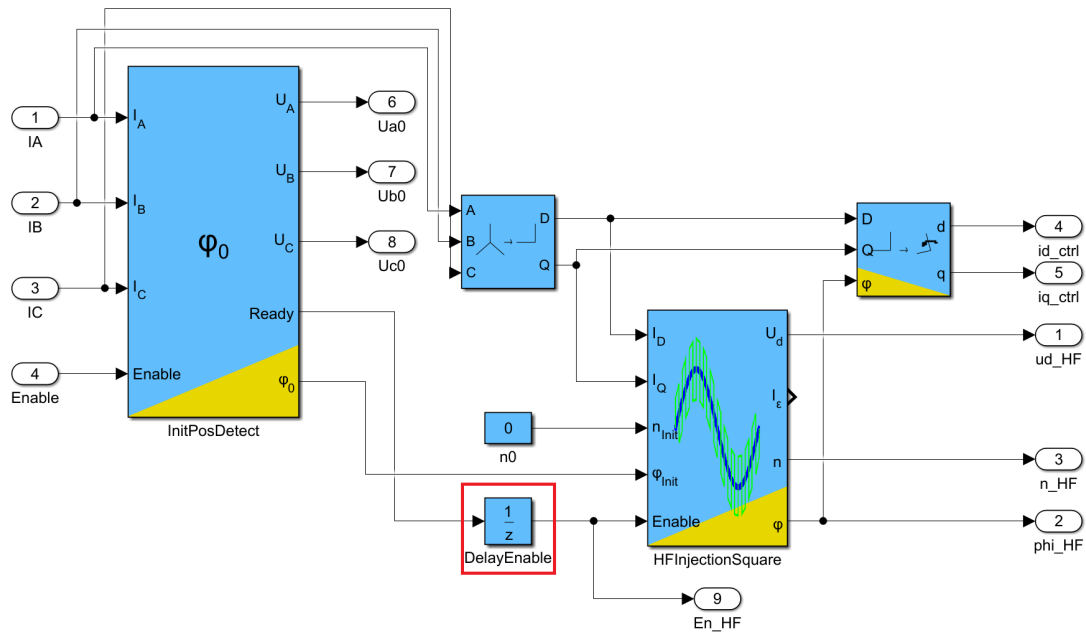 1
IA
2
IB
3
IC
4
Enable
I_A
I_B
I_C
Enable
φ_0
U_A
U_B
U_C
Ready
φ_0
InitPosDetect
6
Ua0
7
Ub0
8
Uc0
A
B
C
D
Q
0
n0
1
z
DelayEnable
I_D
I_Q
n_Init
φ_Init
Enable
U_d
I_ε
n
φ
HFInjectionSquare
D
Q
φ
d
q
4
id_ctrl
5
iq_ctrl
1
ud_HF
3
n_HF
2
phi_HF
9
En_HF